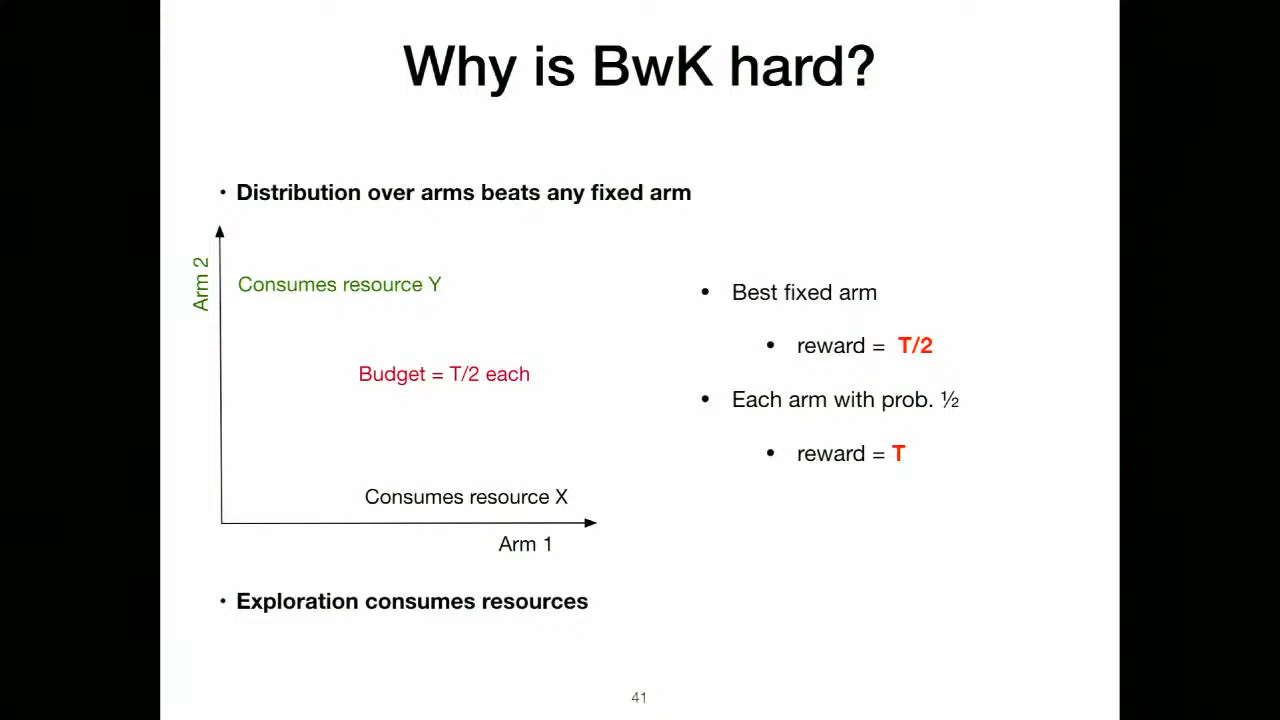 Why is BwK hard?
• Distribution over arms beats any fixed arm
Arm 2
Consumes resource Y
Budget = T/2 each
Consumes resource X
Arm 1
• Best fixed arm
• reward = T/2
• Each arm with prob. ½
• reward = T
• Exploration consumes resources
41